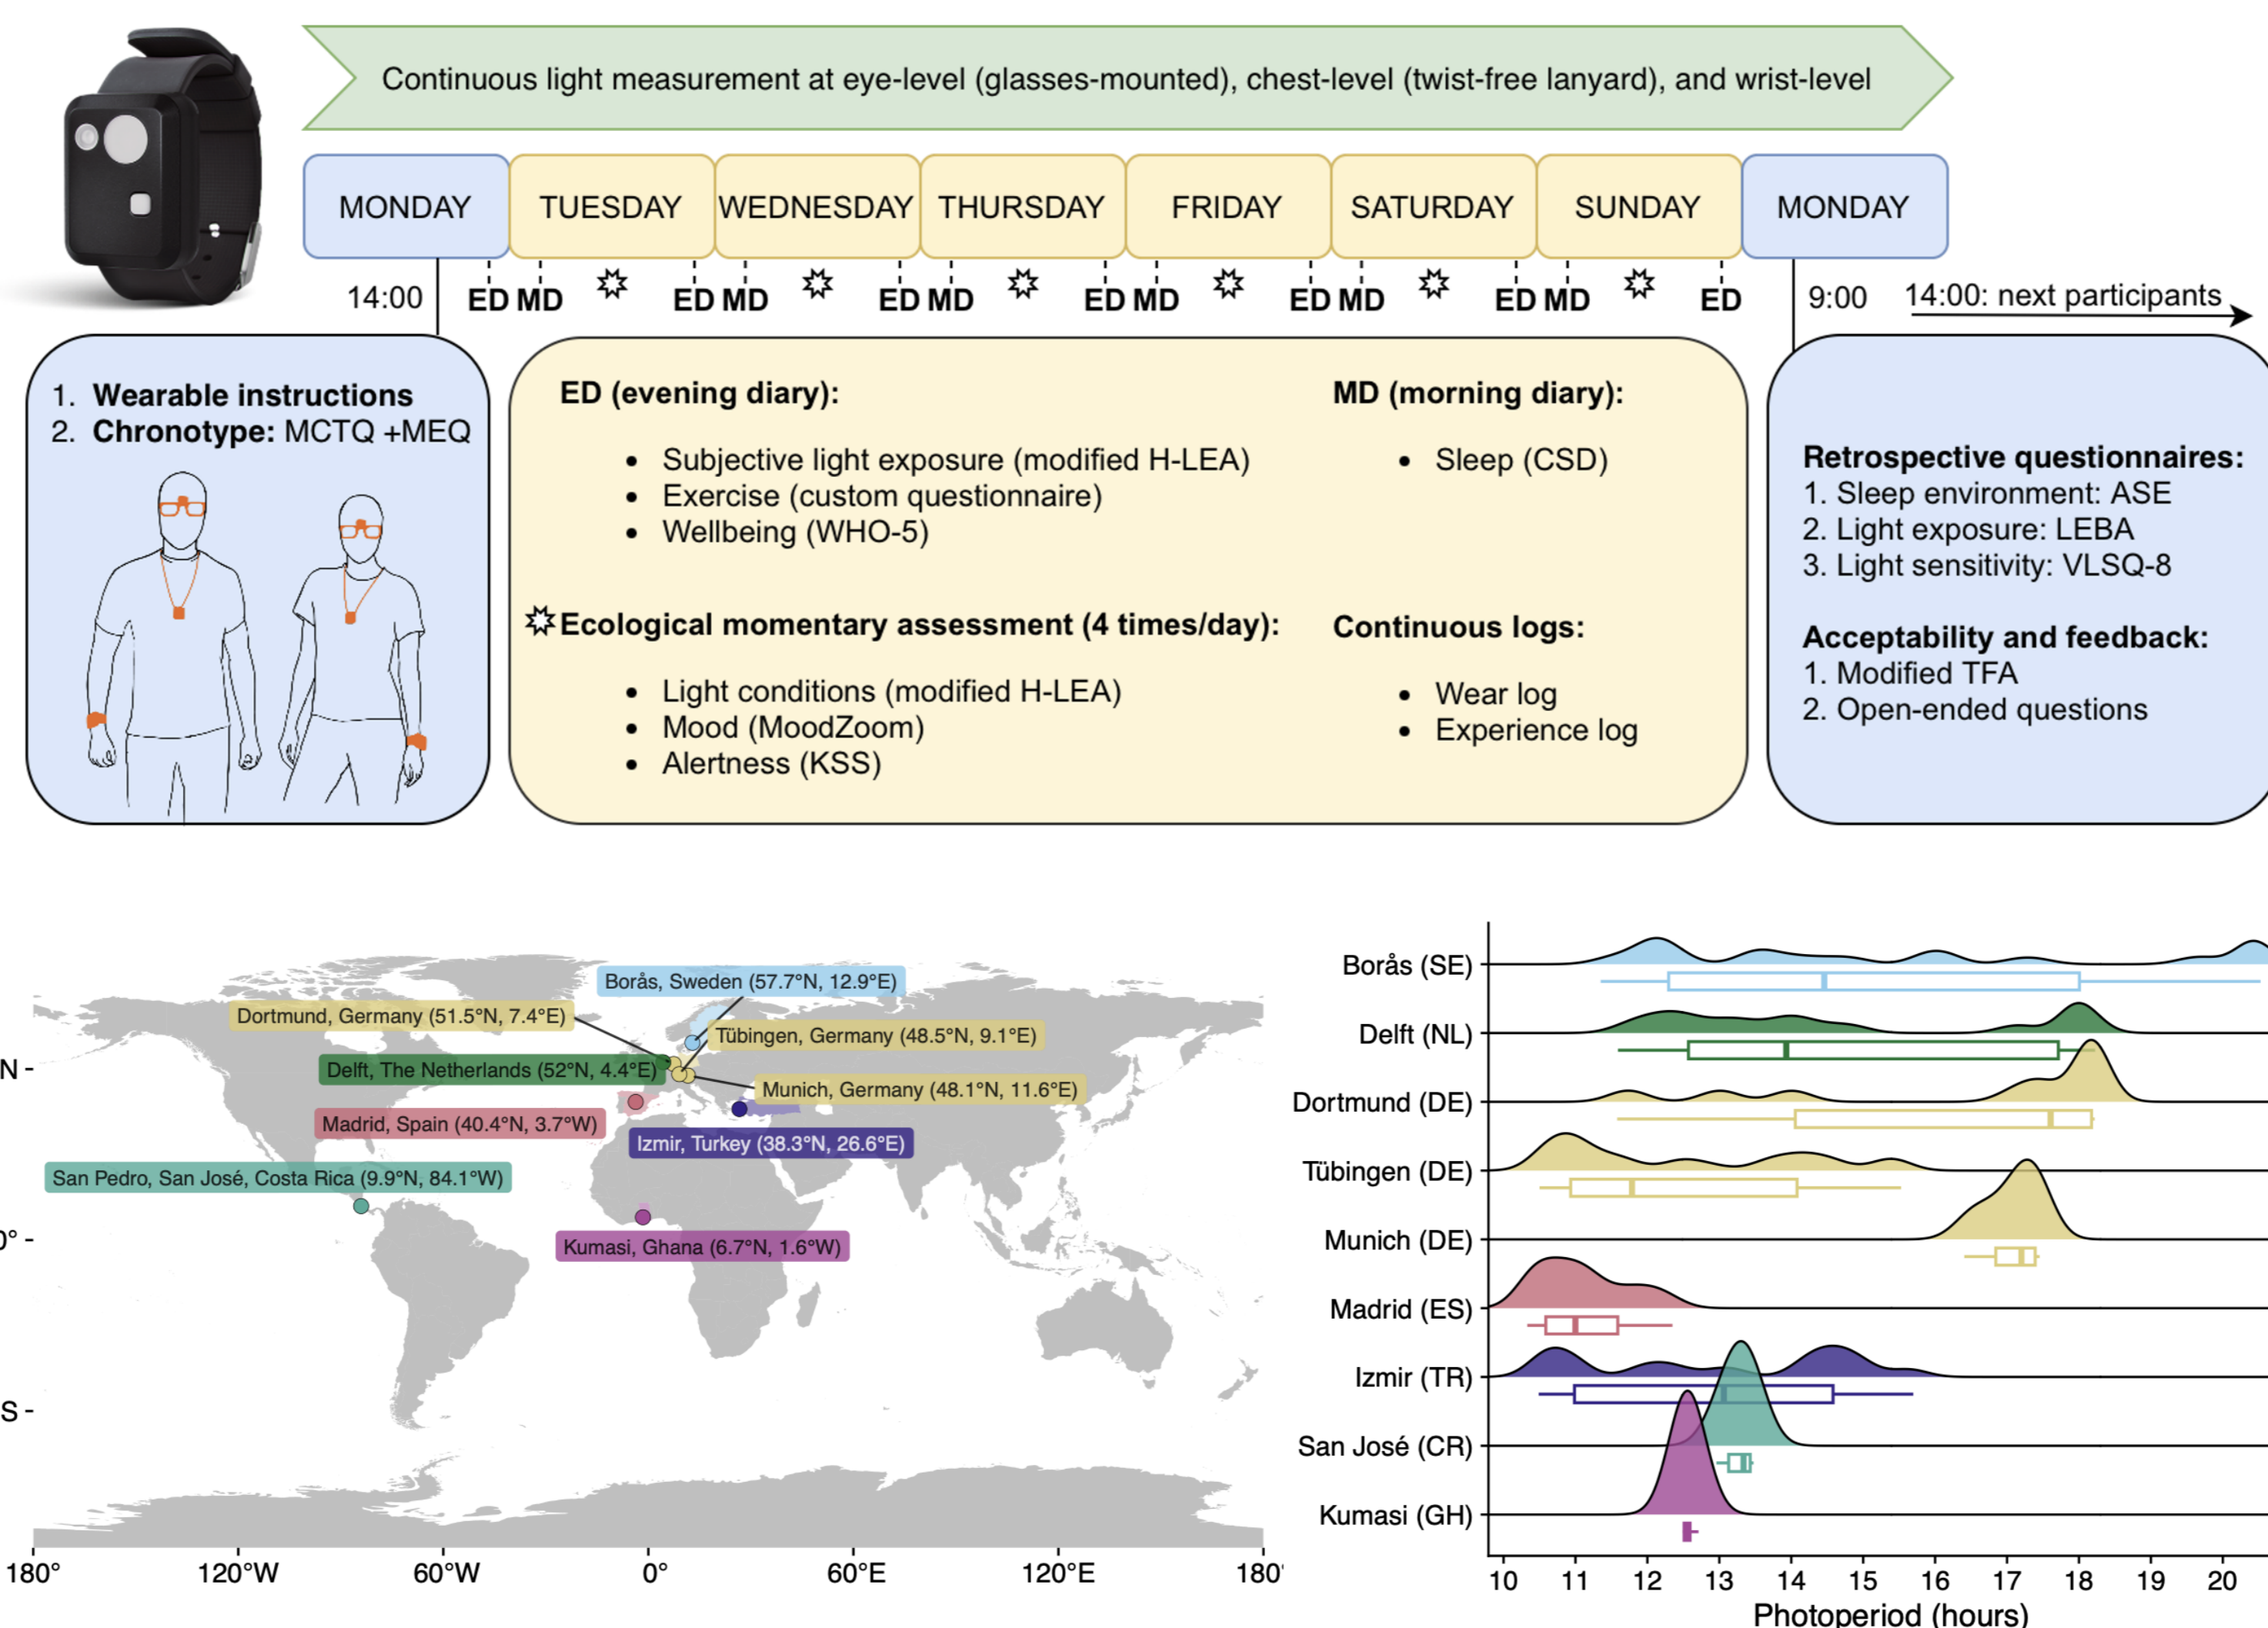 Continuous light measurement at eye-level (glasses-mounted), chest-level (twist-free lanyard), and wrist-level
MONDAY TUESDAY WEDNESDAY THURSDAY FRIDAY SATURDAY SUNDAY MONDAY
14:00 ED MD ED MD ED MD ED MD ED MD ED MD ED 9:00 14:00: next participants
1. Wearable instructions
2. Chronotype: MCTQ +MEQ
ED (evening diary):
• Subjective light exposure (modified H-LEA)
• Exercise (custom questionnaire)
• Wellbeing (WHO-5)
MD (morning diary):
• Sleep (CSD)
Ecological momentary assessment (4 times/day):
• Light conditions (modified H-LEA)
• Mood (MoodZoom)
• Alertness (KSS)
Continuous logs:
• Wear log
• Experience log
Retrospective questionnaires:
1. Sleep environment: ASE
2. Light exposure: LEBA
3. Light sensitivity: VLSQ-8
Acceptability and feedback:
1. Modified TFA
2. Open-ended questions
Borås, Sweden (57.7°N, 12.9°E)
Dortmund, Germany (51.5°N, 7.4°E)
Tübingen, Germany (48.5°N, 9.1°E)
Delft, The Netherlands (52°N, 4.4°E)
Munich, Germany (48.1°N, 11.6°E)
Madrid, Spain (40.4°N, 3.7°W)
Izmir, Turkey (38.3°N, 26.6°E)
San Pedro, San José, Costa Rica (9.9°N, 84.1°W)
Kumasi, Ghana (6.7°N, 1.6°W)
N
0°
S
180° 120°W 60°W 0° 60°E 120°E 180°
Borås (SE)
Delft (NL)
Dortmund (DE)
Tübingen (DE)
Munich (DE)
Madrid (ES)
Izmir (TR)
San José (CR)
Kumasi (GH)
10 11 12 13 14 15 16 17 18 19 20
Photoperiod (hours)